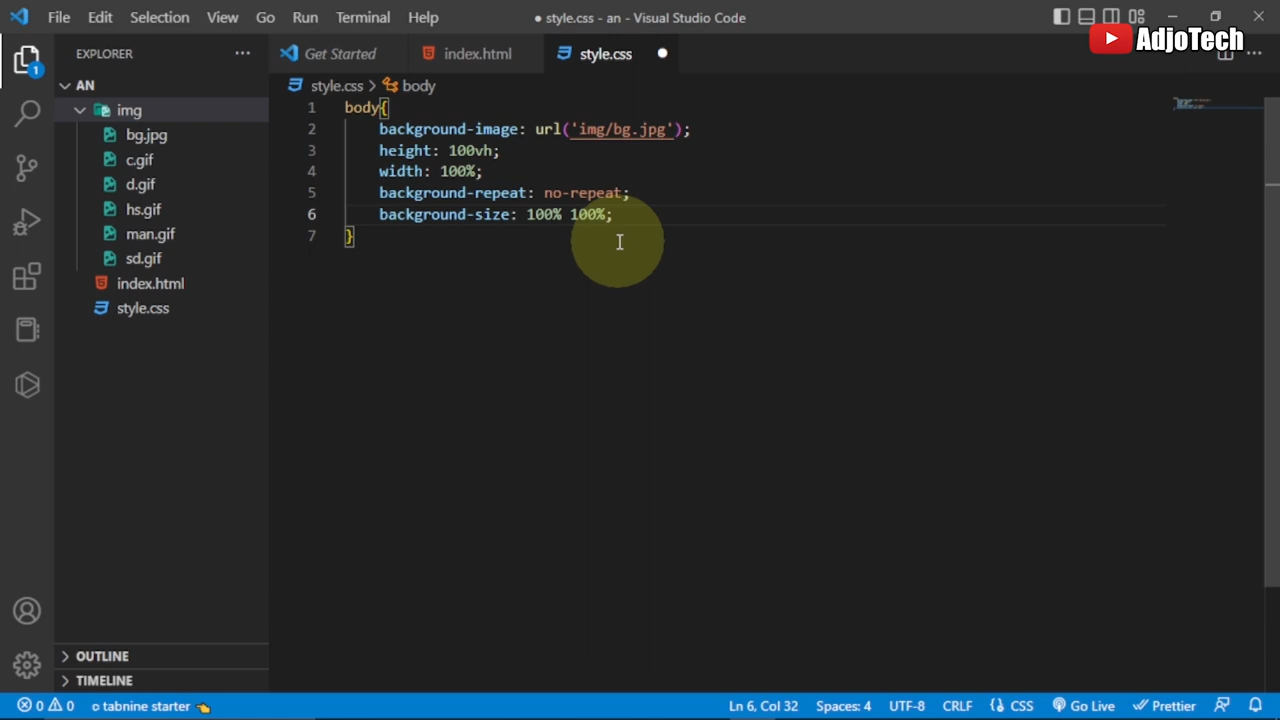 File Edit Selection View Go Run Terminal Help
● style.css - an - Visual Studio Code
AdjoTech
EXPLORER
Get Started
index.html
style.css
AN
style.css > body
img
bg.jpg
c.gif
d.gif
hs.gif
man.gif
sd.gif
index.html
style.css
1
1 body{
2 background-image: url('img/bg.jpg');
3 height: 100vh;
4 width: 100%;
5 background-repeat: no-repeat;
6 background-size: 100% 100%;
7 }
OUTLINE
TIMELINE
0 0 tabnine starter Ln 6, Col 32 Spaces: 4 UTF-8 CRLF CSS Go Live Prettier